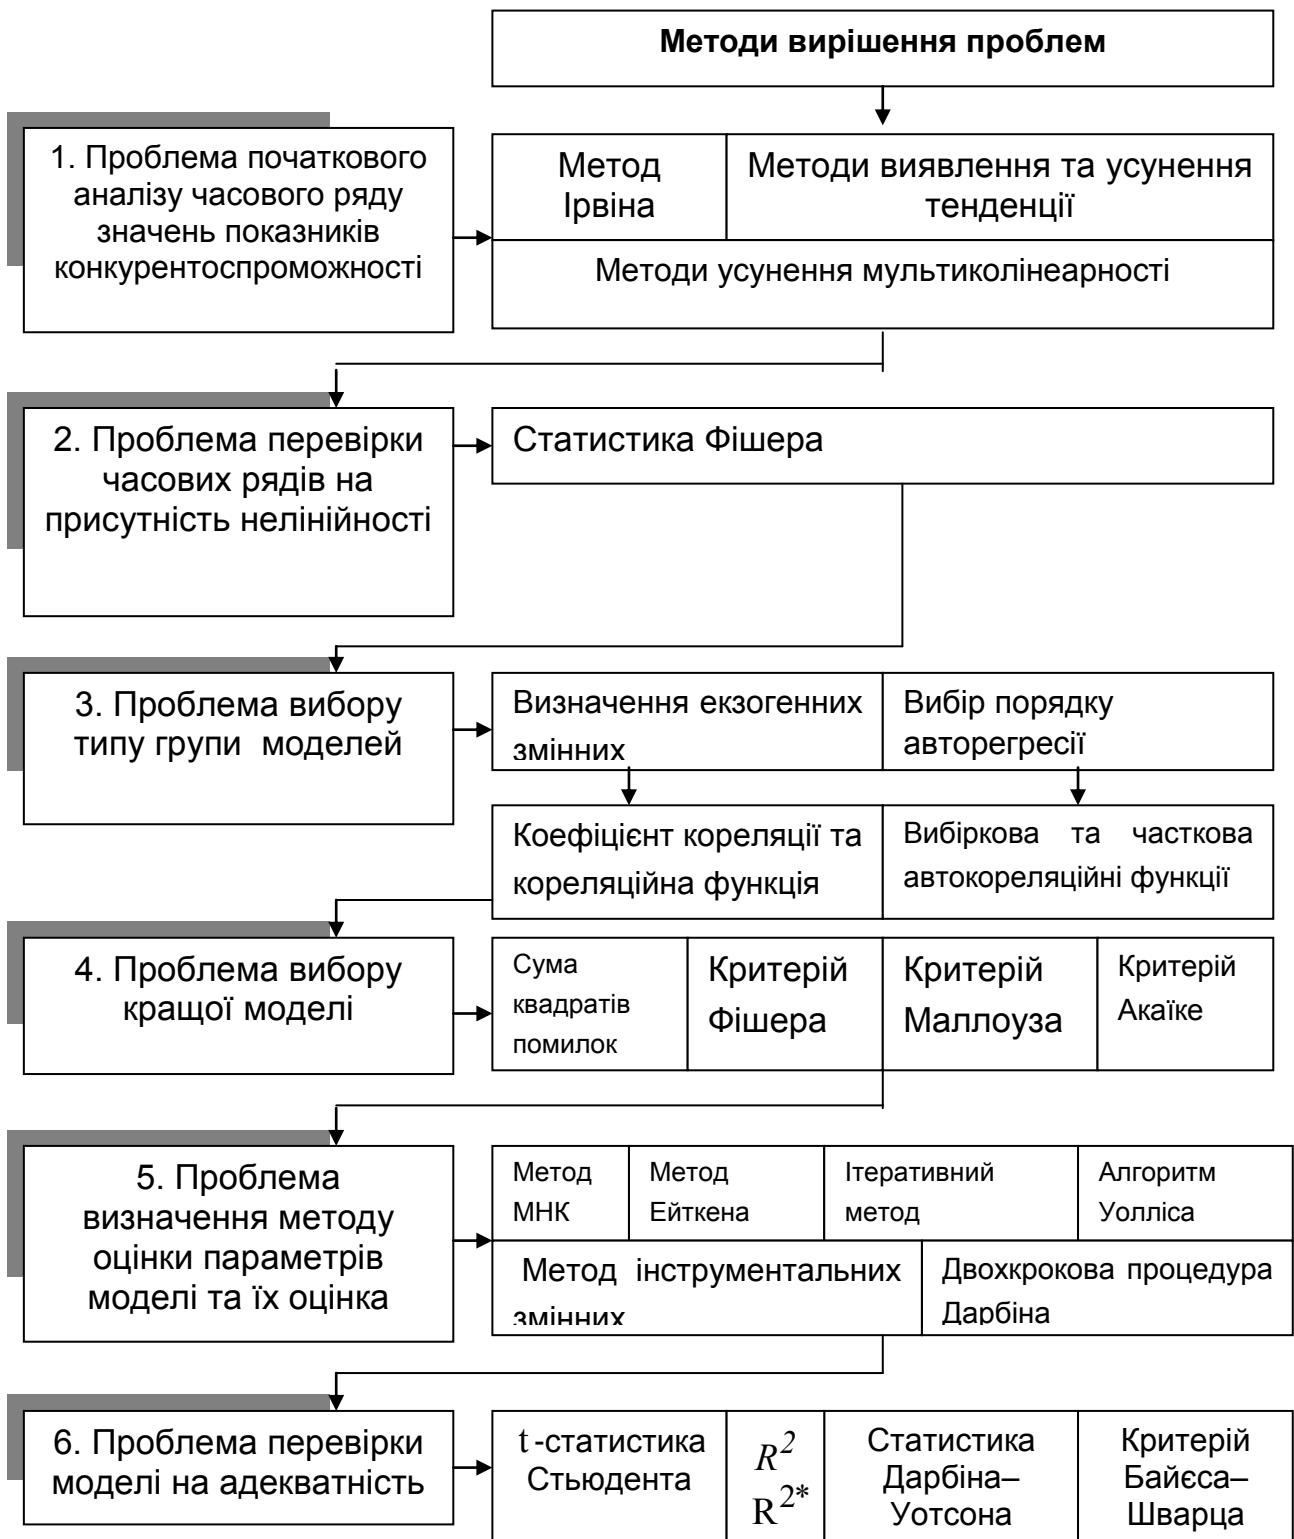 Методи вирішення проблем
1. Проблема початкового
аналізу часового ряду
значень показників
конкурентоспроможності
Метод
Ірвіна
Методи виявлення та усунення
тенденції
Методи усунення мультиколінеарності
2. Проблема перевірки
часових рядів на
присутність нелінійності
Статистика Фішера
3. Проблема вибору
типу групи моделей
Визначення екзогенних
змінних
Вибір порядку
авторегресії
Коефіцієнт кореляції та
кореляційна функція
Вибіркова та часткова
автокореляційні функції
4. Проблема вибору
кращої моделі
Сума
квадратів
помилок
Критерій
Фішера
Критерій
Маллоуза
Критерій
Акаїке
5. Проблема
визначення методу
оцінки параметрів
моделі та їх оцінка
Метод
МНК
Метод
Ейткена
Ітеративний
метод
Алгоритм
Уолліса
Метод інструментальних
змінних
Двохкрокова процедура
Дарбіна
6. Проблема перевірки
моделі на адекватність
t -статистика
Стьюдента
R²
R²*
Статистика
Дарбіна–
Уотсона
Критерій
Байєса–
Шварца